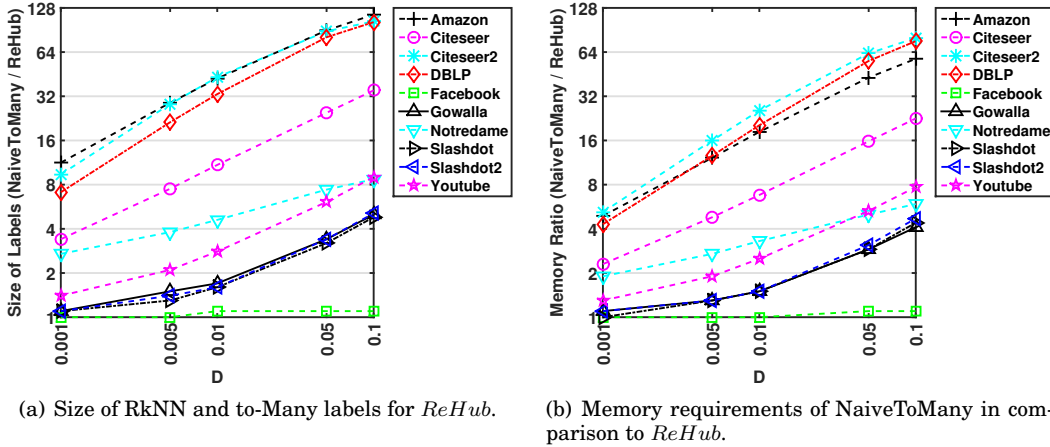 Size of Labels (NaiveToMany / ReHub)
128
64
32
16
8
4
2
1
0.001
0.005
0.01
0.05
0.1
D
Amazon
Citeseer
Citeseer2
DBLP
Facebook
Gowalla
Notredame
Slashdot
Slashdot2
Youtube
(a) Size of RkNN and to-Many labels for ReHub.
Memory Ratio (NaiveToMany / ReHub)
128
64
32
16
8
4
2
1
0.001
0.005
0.01
0.05
0.1
D
Amazon
Citeseer
Citeseer2
DBLP
Facebook
Gowalla
Notredame
Slashdot
Slashdot2
Youtube
(b) Memory requirements of NaiveToMany in com-
parison to ReHub.